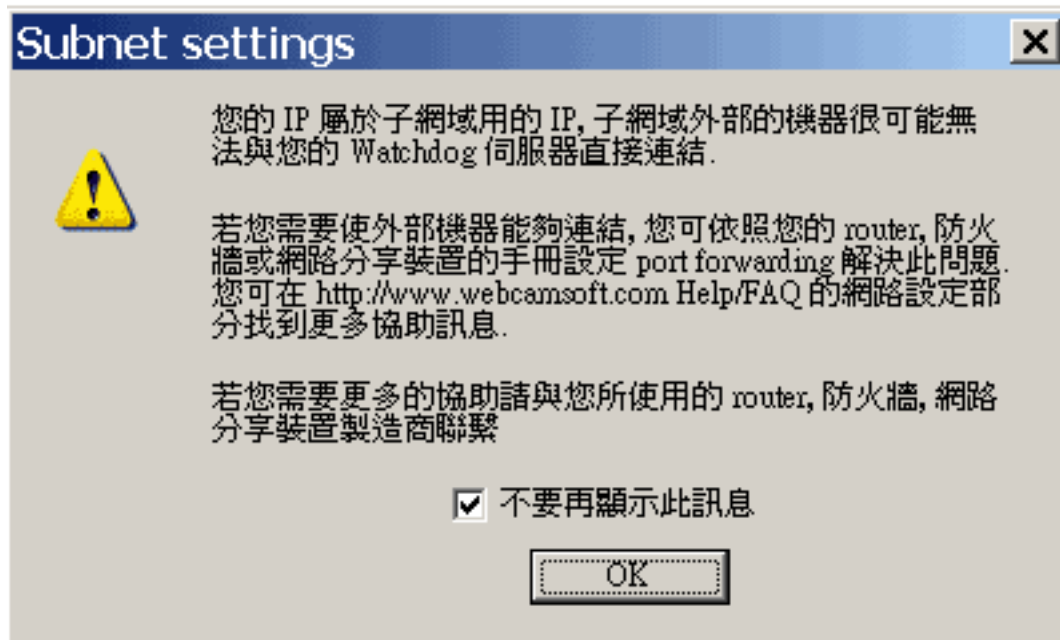 Subnet settings
您的 IP 屬於子網域用的 IP, 子網域外部的機器很可能無
法與您的 Watchdog 伺服器直接連結.
若您需要使外部機器能夠連結, 您可依照您的 router, 防火
牆或網路分享裝置的手冊設定 port forwarding 解決此問題.
您可在 http://www.webcamsoft.com Help/FAQ 的網路設定部
分找到更多協助訊息.
若您需要更多的協助請與您所使用的 router, 防火牆, 網路
分享裝置製造商聯繫
不要再顯示此訊息
OK